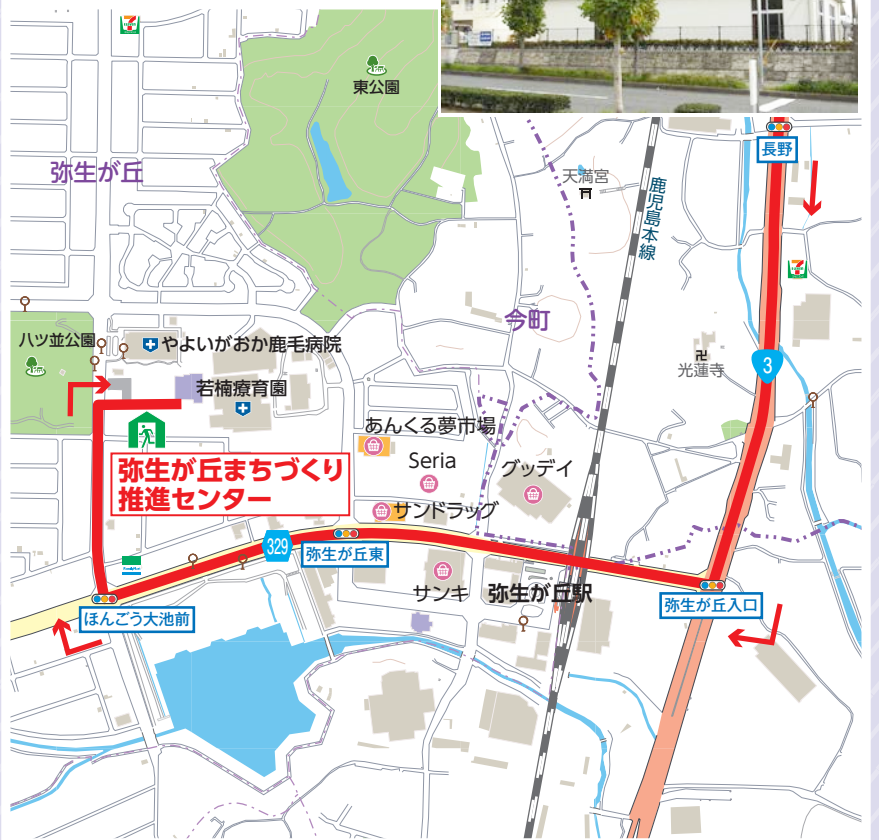 7
東公園
弥生が丘
長野
天満宮
鹿児島本線
7
今町
八ツ並公園
やよいがおか鹿毛病院
光蓮寺
3
若楠療育園
あんくる夢市場
Seria
グッデイ
弥生が丘まちづくり
推進センター
サンドラッグ
329
弥生が丘東
FamilyMart
サンキ
弥生が丘駅
弥生が丘入口
ほんごう大池前